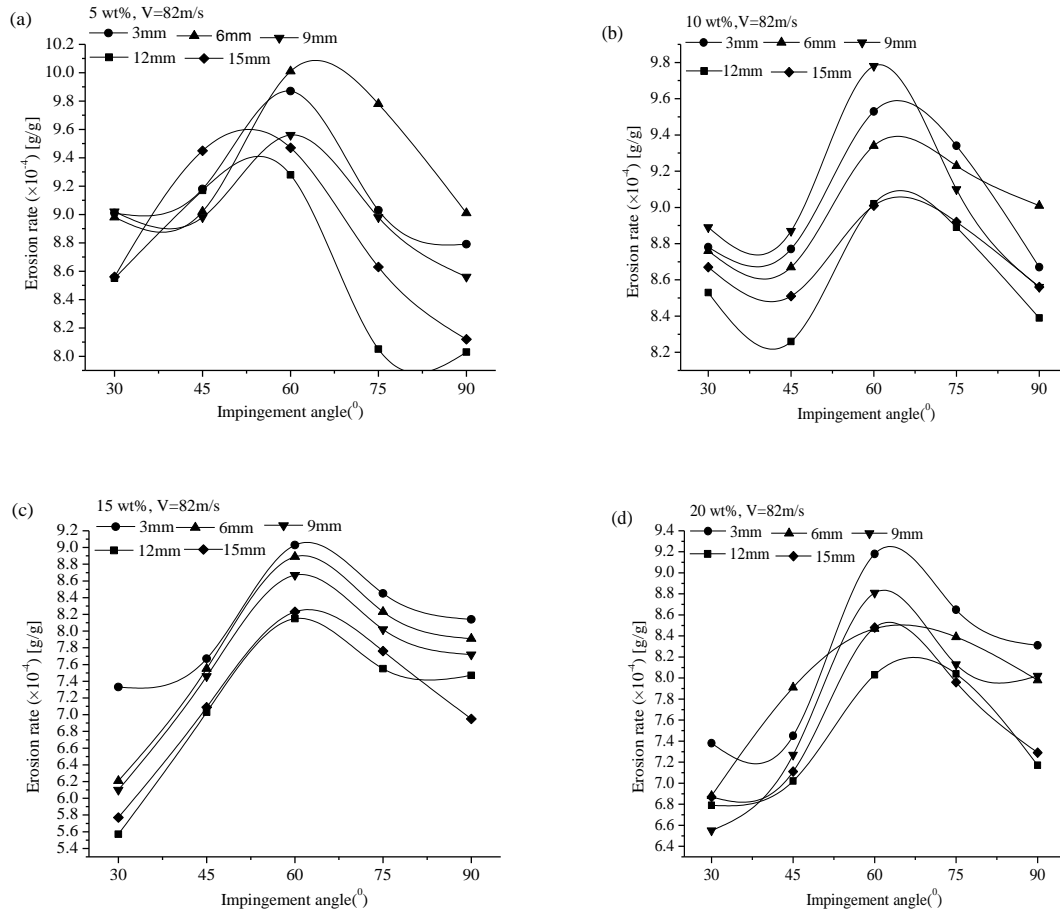 (a)
5 wt%, V=82m/s
3mm 6mm 9mm
12mm 15mm
10.2
10.0
9.8
9.6
9.4
9.2
9.0
8.8
8.6
8.4
8.2
8.0
Erosion rate (×10⁻⁴) [g/g]
30 45 60 75 90
Impingement angle(⁰)
(b)
10 wt%,V=82m/s
3mm 6mm 9mm
12mm 15mm
9.8
9.6
9.4
9.2
9.0
8.8
8.6
8.4
8.2
Erosion rate (×10⁻⁴) [g/g]
30 45 60 75 90
Impingement angle(⁰)
(c)
15 wt%, V=82m/s
3mm 6mm 9mm
12mm 15mm
9.2
9.0
8.8
8.6
8.4
8.2
8.0
7.8
7.6
7.4
7.2
7.0
6.8
6.6
6.4
6.2
6.0
5.8
5.6
5.4
Erosion rate (×10⁻⁴) [g/g]
30 45 60 75 90
Impingement angle(⁰)
(d)
20 wt%, V=82m/s
3mm 6mm 9mm
12mm 15mm
9.4
9.2
9.0
8.8
8.6
8.4
8.2
8.0
7.8
7.6
7.4
7.2
7.0
6.8
6.6
6.4
Erosion rate (×10⁻⁴) [g/g]
30 45 60 75 90
Impingement angle(⁰)